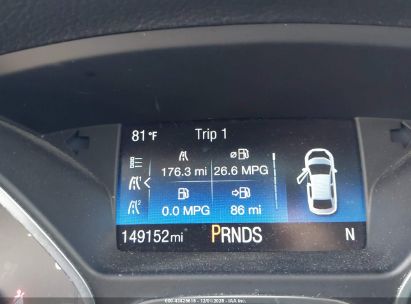 81°F Trip 1
176.3 mi 26.6 MPG
0.0 MPG 86 mi
149152mi PRNDS N